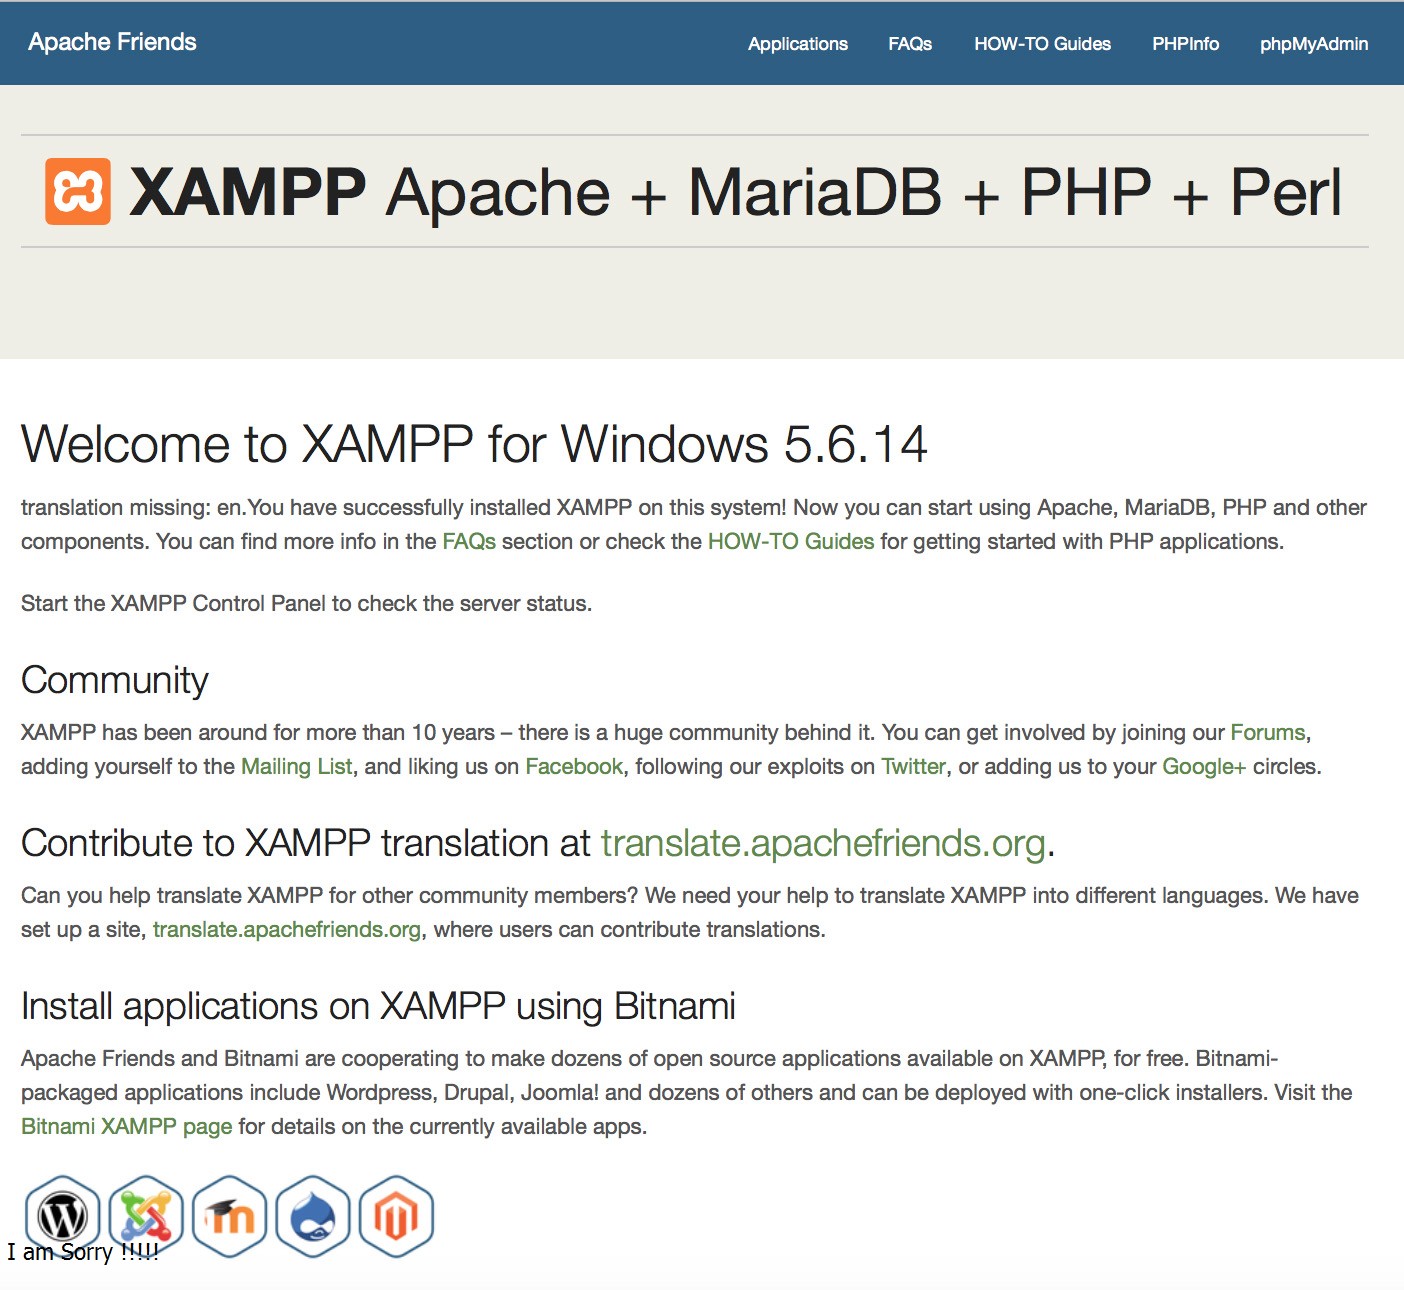 Apache Friends
Applications FAQs HOW-TO Guides PHPInfo phpMyAdmin
XAMPP Apache + MariaDB + PHP + Perl
Welcome to XAMPP for Windows 5.6.14
translation missing: en.You have successfully installed XAMPP on this system! Now you can start using Apache, MariaDB, PHP and other
components. You can find more info in the FAQs section or check the HOW-TO Guides for getting started with PHP applications.
Start the XAMPP Control Panel to check the server status.
Community
XAMPP has been around for more than 10 years – there is a huge community behind it. You can get involved by joining our Forums,
adding yourself to the Mailing List, and liking us on Facebook, following our exploits on Twitter, or adding us to your Google+ circles.
Contribute to XAMPP translation at translate.apachefriends.org.
Can you help translate XAMPP for other community members? We need your help to translate XAMPP into different languages. We have
set up a site, translate.apachefriends.org, where users can contribute translations.
Install applications on XAMPP using Bitnami
Apache Friends and Bitnami are cooperating to make dozens of open source applications available on XAMPP, for free. Bitnami-
packaged applications include Wordpress, Drupal, Joomla! and dozens of others and can be deployed with one-click installers. Visit the
Bitnami XAMPP page for details on the currently available apps.
I am Sorry !!!!!